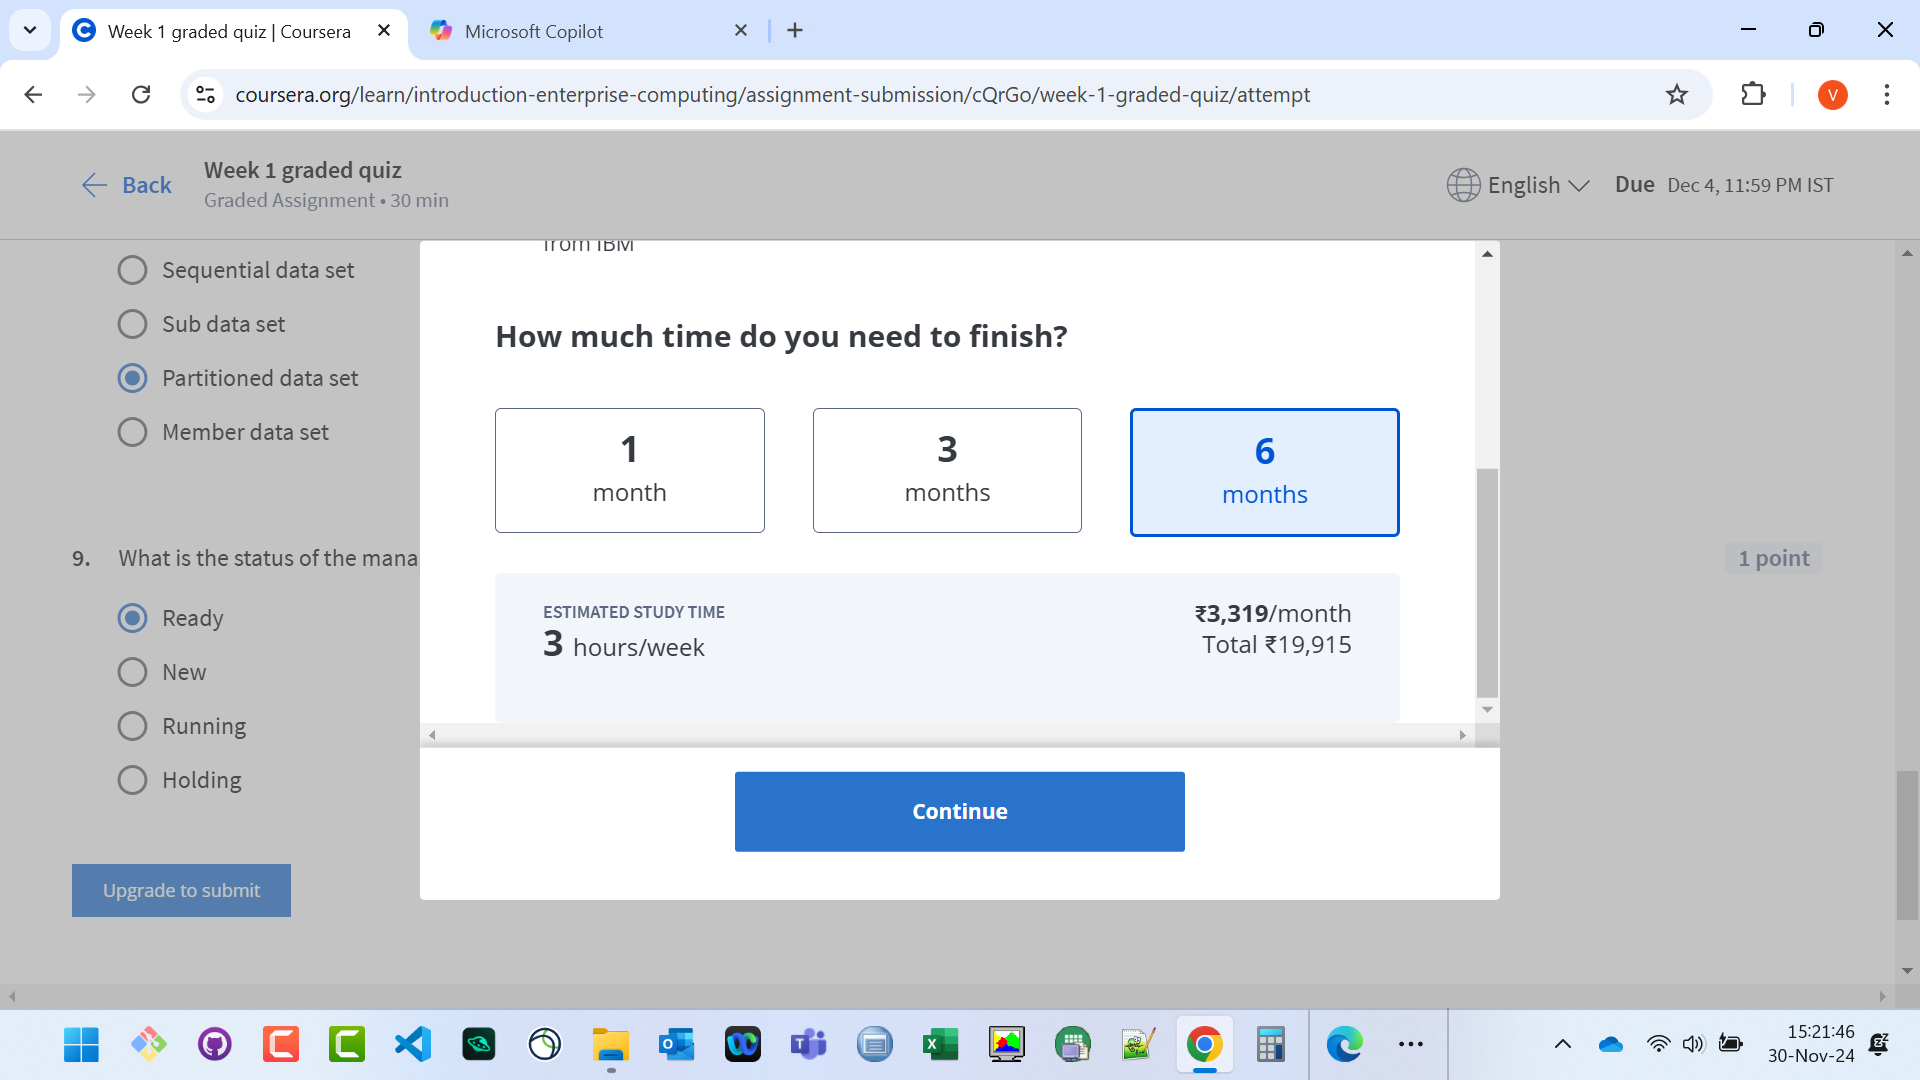 Week 1 graded quiz | Coursera
Microsoft Copilot
coursera.org/learn/introduction-enterprise-computing/assignment-submission/cQrGo/week-1-graded-quiz/attempt
V
Back
Week 1 graded quiz
Graded Assignment • 30 min
English
Due Dec 4, 11:59 PM IST
from IBM
Sequential data set
Sub data set
Partitioned data set
Member data set
How much time do you need to finish?
1
month
3
months
6
months
9. What is the status of the mana
1 point
Ready
New
Running
Holding
ESTIMATED STUDY TIME
3 hours/week
₹3,319/month
Total ₹19,915
Continue
Upgrade to submit
15:21:46
30-Nov-24